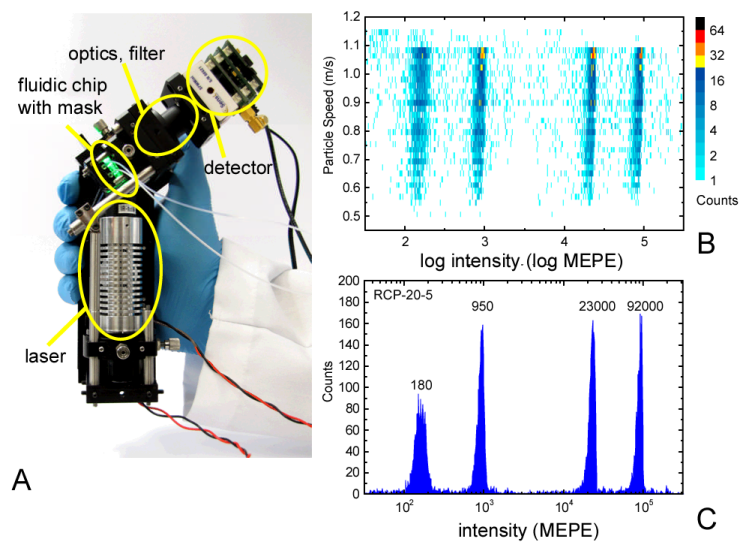 optics, filter
fluidic chip
with mask
detector
laser
A
1.2
1.1
1.0
0.9
0.8
0.7
0.6
0.5
Particle Speed (m/s)
2 3 4 5
log intensity (log MEPE)
64
32
16
8
4
2
1
Counts
B
200
180
160
140
120
100
80
60
40
20
0
Counts
RCP-20-5
180
950
23000
92000
10² 10³ 10⁴ 10⁵
intensity (MEPE)
C